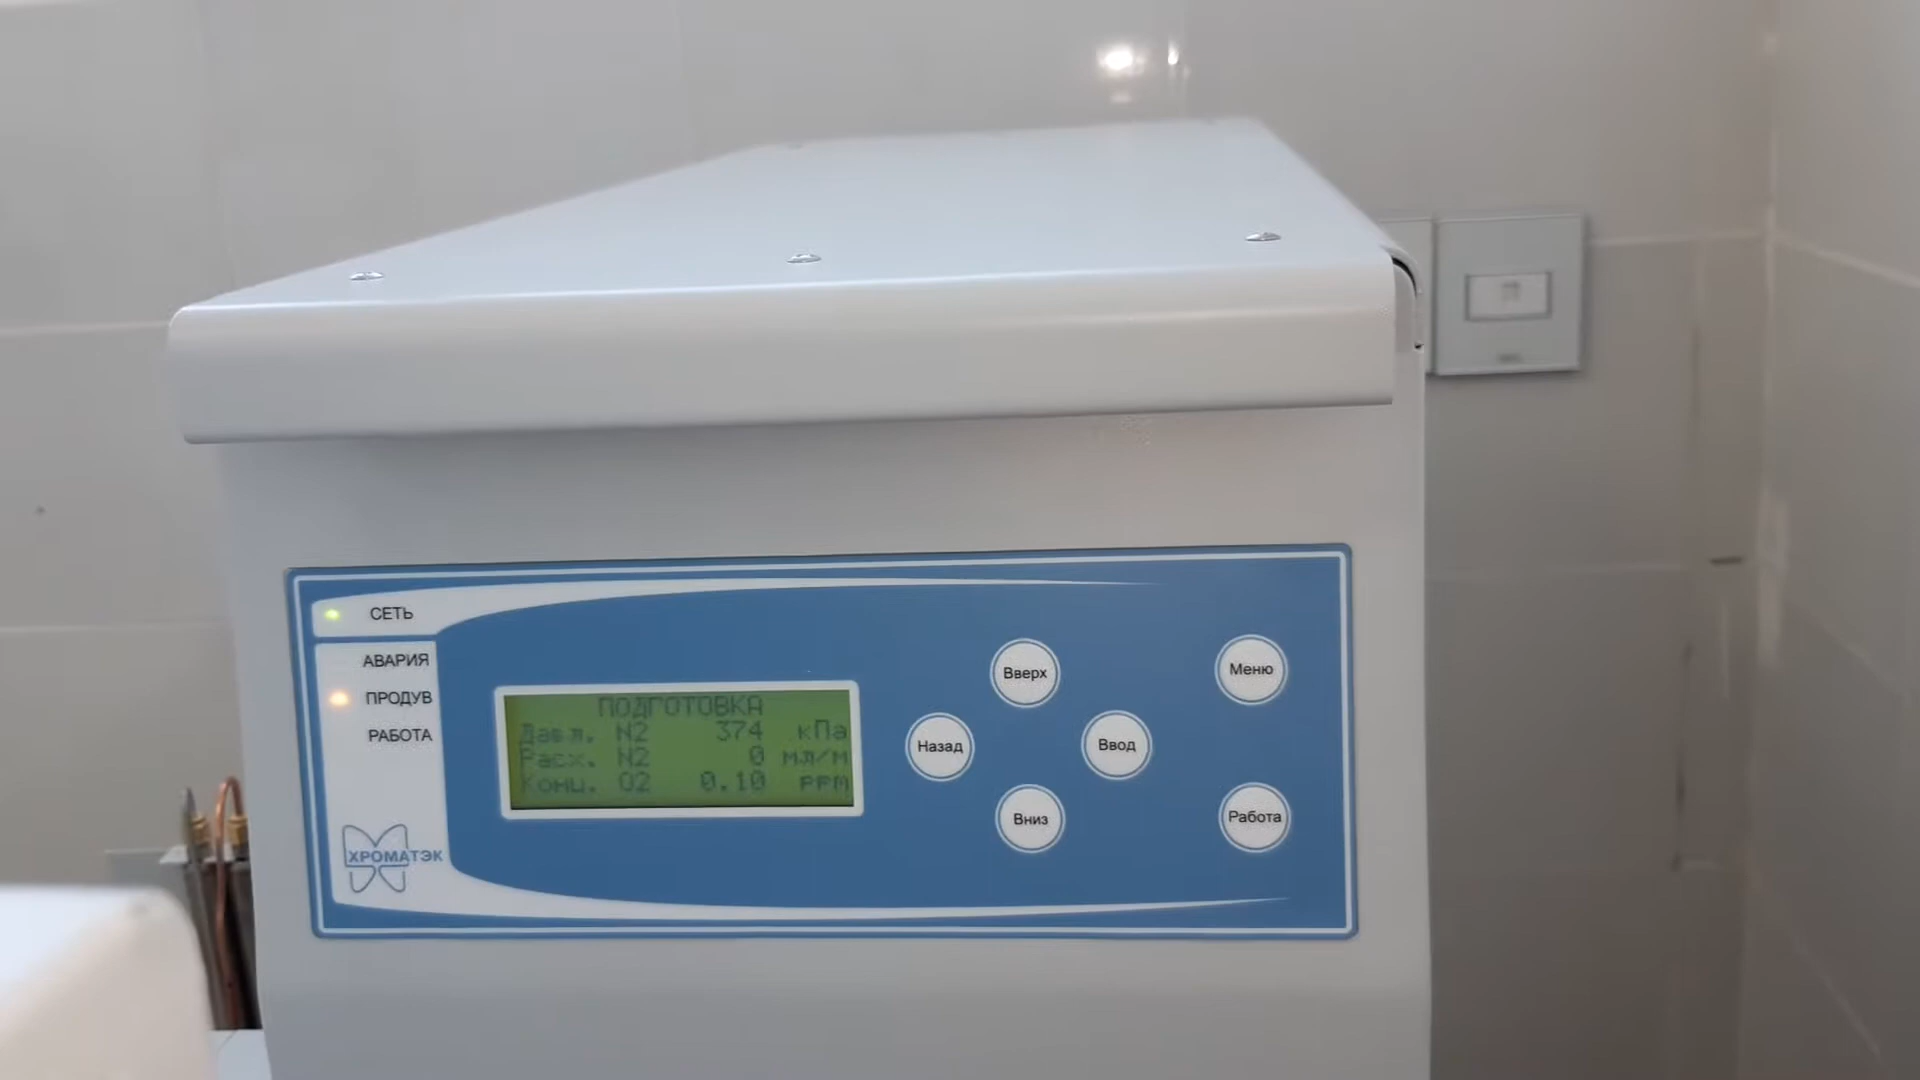 СЕТЬ
АВАРИЯ
ПРОДУВ
РАБОТА
ХРОМАТЭК
ПОДГОТОВКА
Давл. N2 374 кПа
Расх. N2 0 мл/м
Конц. O2 0.10 ppm
Вверх
Меню
Назад
Ввод
Вниз
Работа